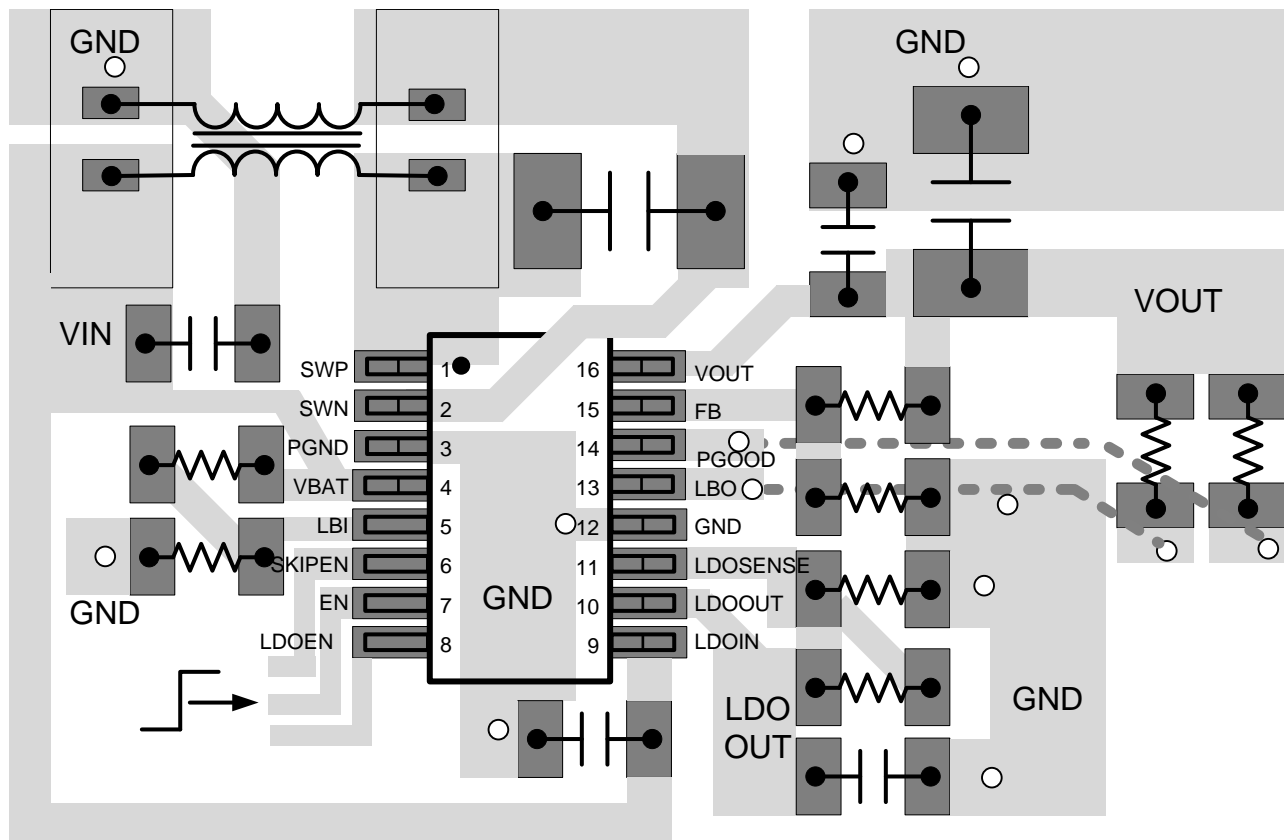 GND
GND
VIN
VOUT
SWP
1
16
VOUT
SWN
2
15
FB
PGND
3
14
PGOOD
VBAT
4
13
LBO
LBI
5
12
GND
SKIPEN
6
11
LDOSENSE
EN
7
10
LDOOUT
LDOEN
8
9
LDOIN
GND
GND
LDO
OUT
GND